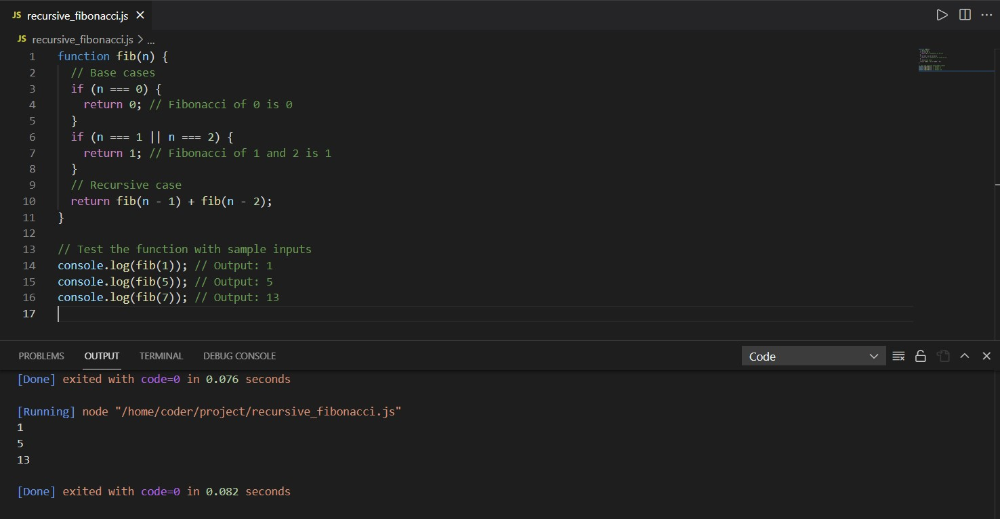 JS recursive_fibonacci.js ×
JS recursive_fibonacci.js > ...
1 function fib(n) {
2 // Base cases
3 if (n === 0) {
4 return 0; // Fibonacci of 0 is 0
5 }
6 if (n === 1 || n === 2) {
7 return 1; // Fibonacci of 1 and 2 is 1
8 }
9 // Recursive case
10 return fib(n - 1) + fib(n - 2);
11 }
12
13 // Test the function with sample inputs
14 console.log(fib(1)); // Output: 1
15 console.log(fib(5)); // Output: 5
16 console.log(fib(7)); // Output: 13
17
PROBLEMS OUTPUT TERMINAL DEBUG CONSOLE Code
[Done] exited with code=0 in 0.076 seconds
[Running] node "/home/coder/project/recursive_fibonacci.js"
1
5
13
[Done] exited with code=0 in 0.082 seconds